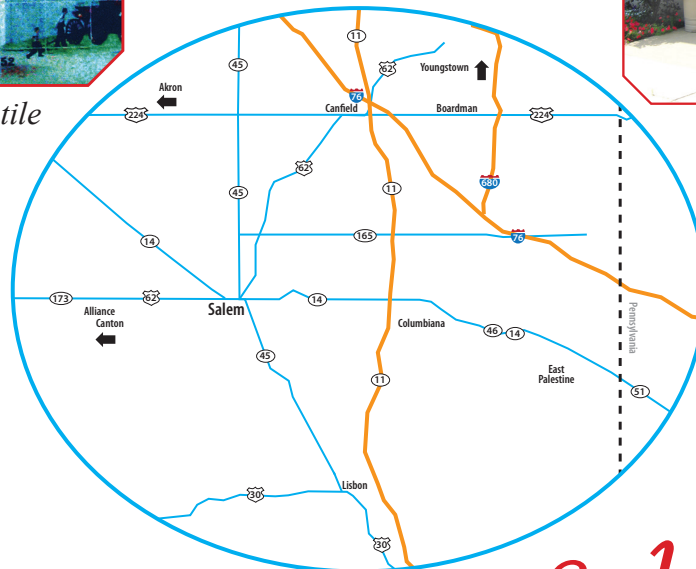 52
tile
11
45
62
Youngstown
Akron
76
224
Canfield
Boardman
224
62
680
45
11
14
165
76
173
62
Salem
14
Alliance
Canton
Columbiana
46
14
Pennsylvania
45
11
East
Palestine
51
Lisbon
30
30